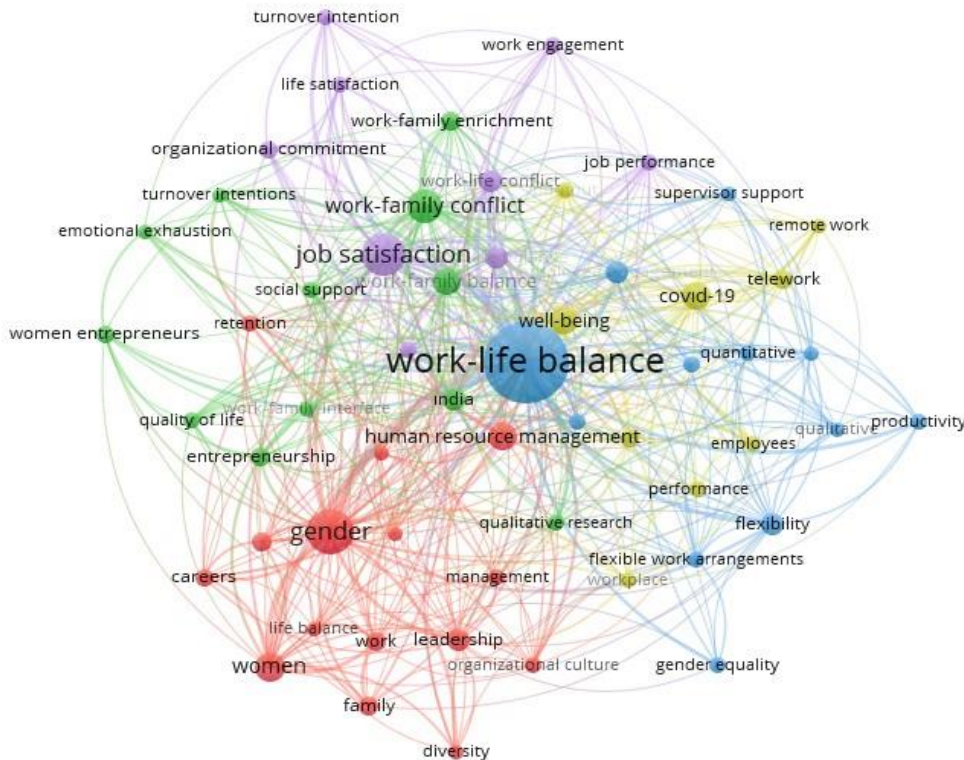 turnover intention
work engagement
life satisfaction
work-family enrichment
organizational commitment
job performance
work-life conflict
turnover intentions
supervisor support
work-family conflict
remote work
emotional exhaustion
job satisfaction
telework
work-family balance
social support
covid-19
retention
well-being
women entrepreneurs
work-life balance
quantitative
india
work-family interface
quality of life
productivity
qualitative
human resource management
employees
entrepreneurship
performance
qualitative research
flexibility
gender
flexible work arrangements
careers
management
workplace
life balance
work
leadership
women
organizational culture
gender equality
family
diversity